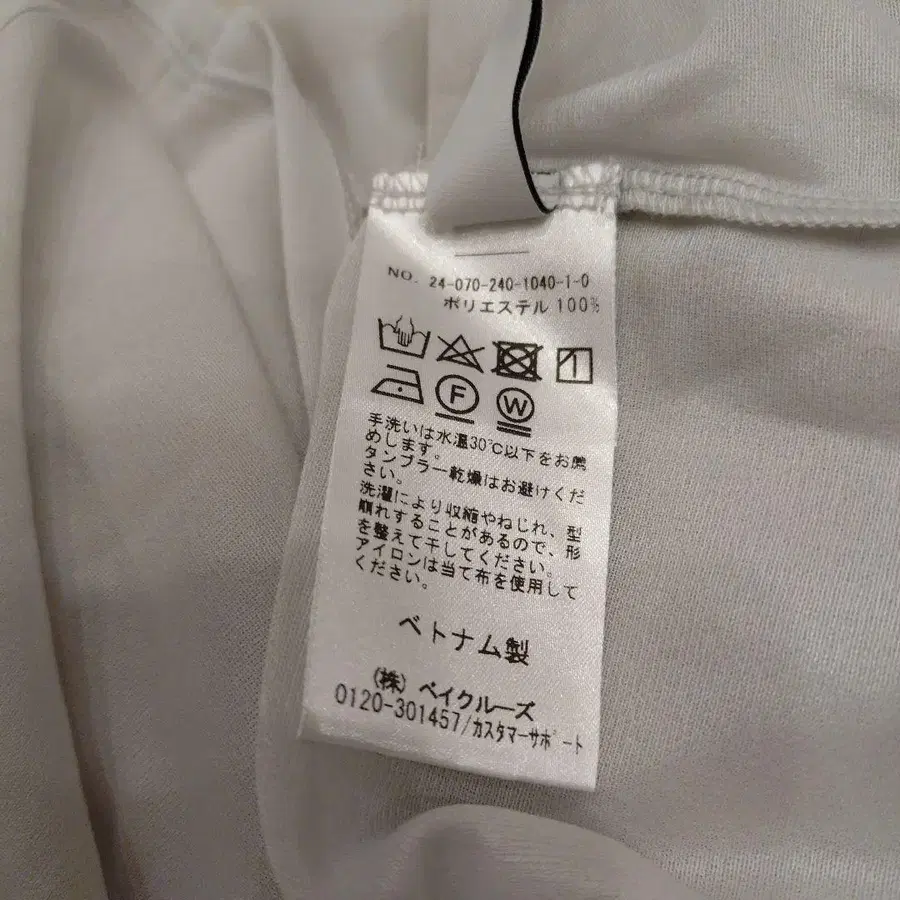 NO. 24-070-240-1040-1-0
ポリエステル 100%
F W
手洗いは水温30℃以下をお薦
めします。
タンブラー乾燥はお避けくだ
さい。
洗濯により収縮やねじれ、型
崩れすることがあるので、形
を整えて干してください。
アイロンは当て布を使用して
ください。
ベトナム製
(株) ベイクルーズ
0120-301457/カスタマーサポート